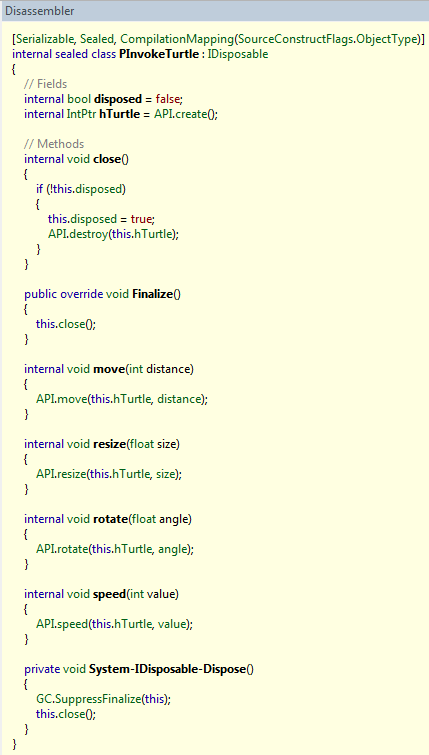 Disassembler
[Serializable, Sealed, CompilationMapping(SourceConstructFlags.ObjectType)]
internal sealed class PInvokeTurtle : IDisposable
{
// Fields
internal bool disposed = false;
internal IntPtr hTurtle = API.create();
// Methods
internal void close()
{
if (!this.disposed)
{
this.disposed = true;
API.destroy(this.hTurtle);
}
}
public override void Finalize()
{
this.close();
}
internal void move(int distance)
{
API.move(this.hTurtle, distance);
}
internal void resize(float size)
{
API.resize(this.hTurtle, size);
}
internal void rotate(float angle)
{
API.rotate(this.hTurtle, angle);
}
internal void speed(int value)
{
API.speed(this.hTurtle, value);
}
private void System-IDisposable-Dispose()
{
GC.SuppressFinalize(this);
this.close();
}
}